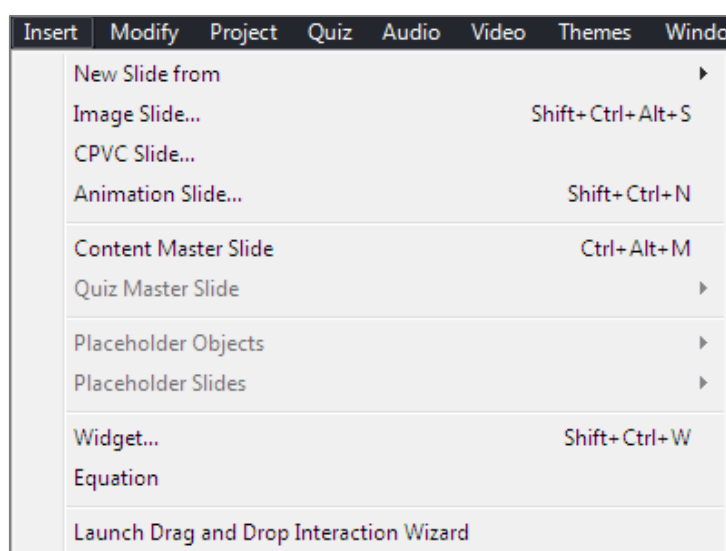 Insert Modify Project Quiz Audio Video Themes
New Slide from
Image Slide... Shift+Ctrl+Alt+S
CPVC Slide...
Animation Slide... Shift+Ctrl+N
Content Master Slide Ctrl+Alt+M
Quiz Master Slide
Placeholder Objects
Placeholder Slides
Widget... Shift+Ctrl+W
Equation
Launch Drag and Drop Interaction Wizard